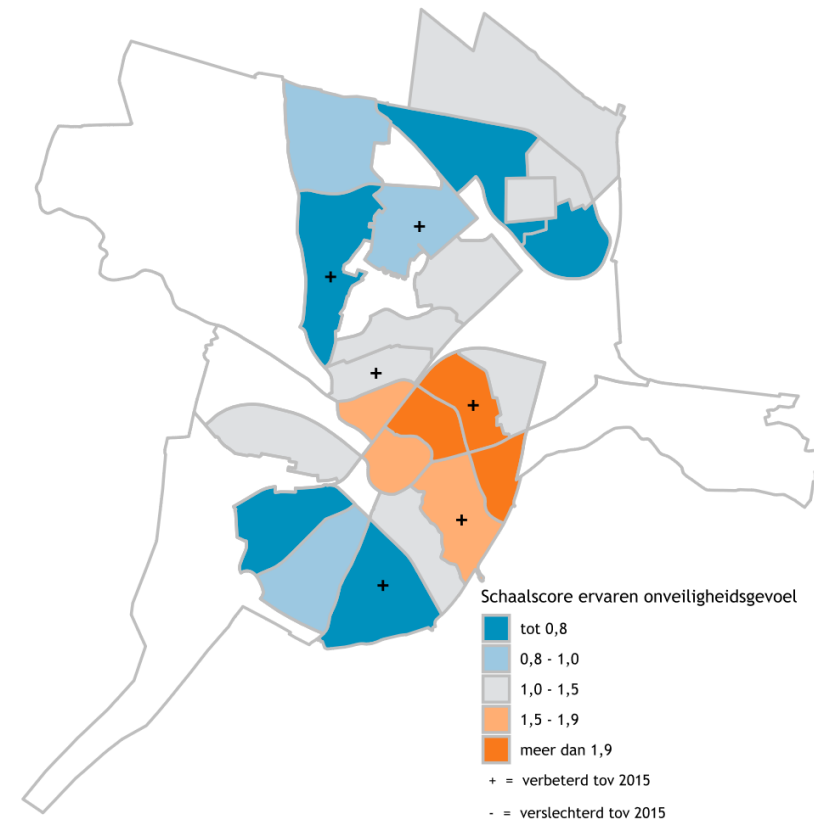 +
+
+
+
+
+
Schaalscore ervaren onveiligheidsgevoel
tot 0,8
0,8 - 1,0
1,0 - 1,5
1,5 - 1,9
meer dan 1,9
+ = verbeterd tov 2015
- = verslechterd tov 2015